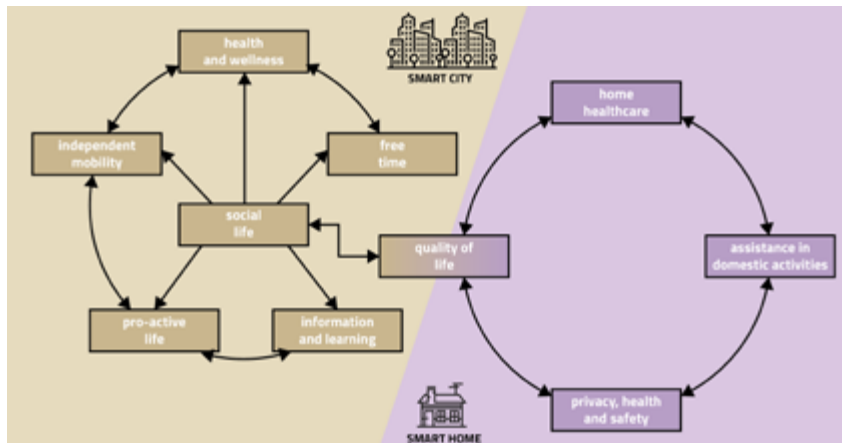 health
and wellness
SMART CITY
independent
mobility
free
time
social
life
pro-active
life
information
and learning
quality of
life
home
healthcare
assistance in
domestic activities
privacy, health
and safety
SMART HOME